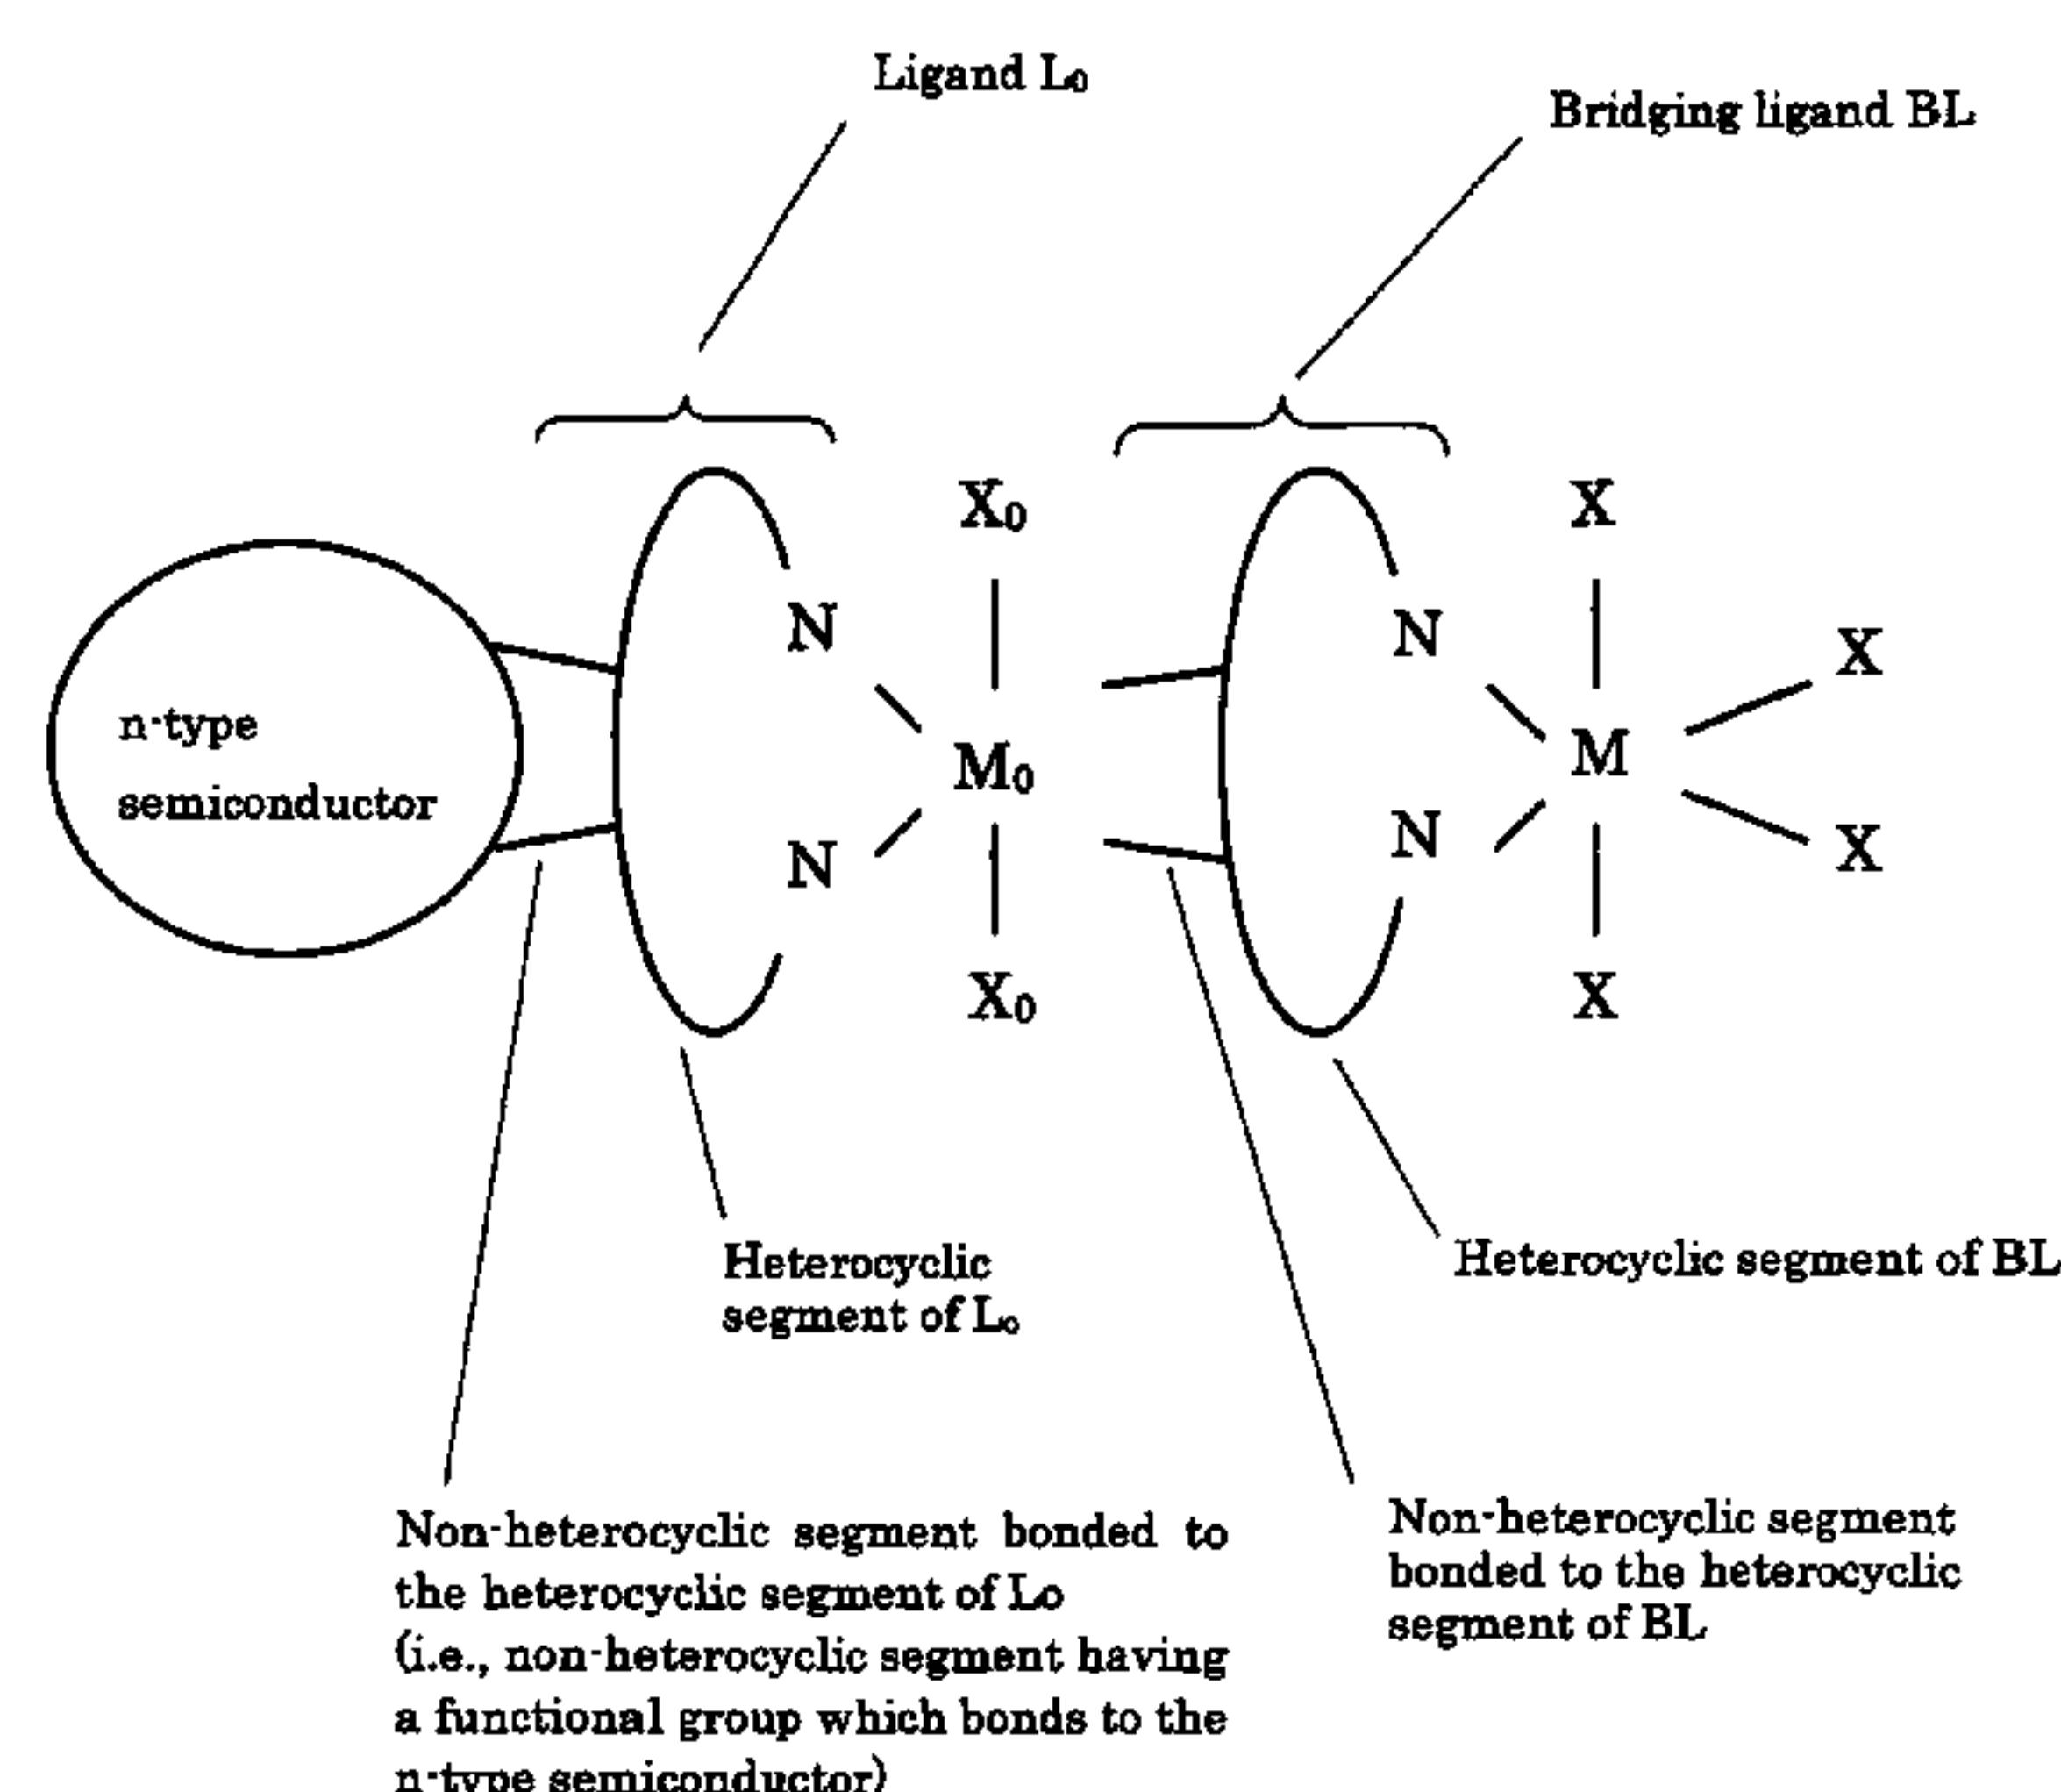 Ligand L₀
Bridging ligand BL
X₀
X
N
N
X
n-type
semiconductor
M₀
M
N
N
X
X₀
X
Heterocyclic
segment of L₀
Heterocyclic segment of BL
Non-heterocyclic segment bonded to
the heterocyclic segment of Lo
(i.e., non-heterocyclic segment having
a functional group which bonds to the
n-type semiconductor)
Non-heterocyclic segment
bonded to the heterocyclic
segment of BL